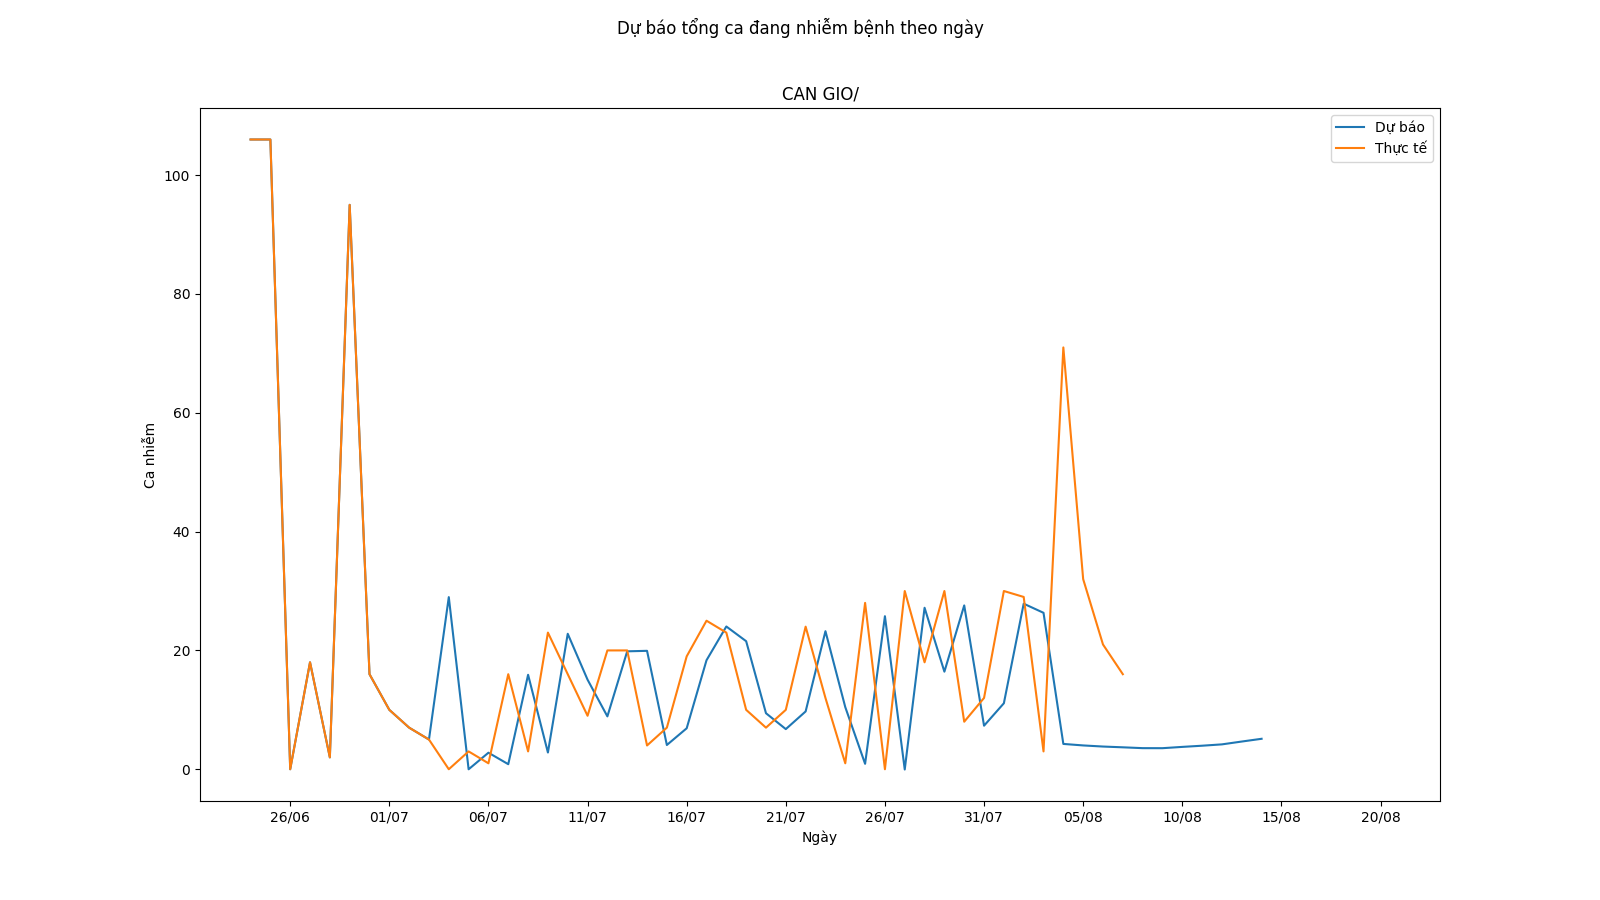 Dự báo tổng ca đang nhiễm bệnh theo ngày
CAN GIO/
Dự báo
Thực tế
100
80
60
40
20
0
Ca nhiễm
26/06 01/07 06/07 11/07 16/07 21/07 26/07 31/07 05/08 10/08 15/08 20/08
Ngày